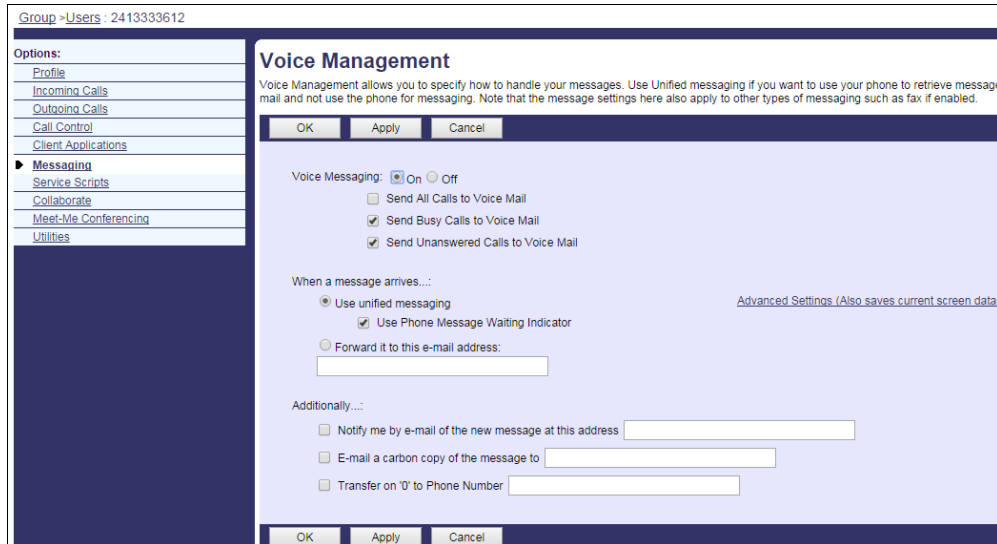 Group >Users : 2413333612
Options:
Profile
Incoming Calls
Outgoing Calls
Call Control
Client Applications
Messaging
Service Scripts
Collaborate
Meet-Me Conferencing
Utilities
Voice Management
Voice Management allows you to specify how to handle your messages. Use Unified messaging if you want to use your phone to retrieve message
mail and not use the phone for messaging. Note that the message settings here also apply to other types of messaging such as fax if enabled.
OK Apply Cancel
Voice Messaging: On Off
Send All Calls to Voice Mail
Send Busy Calls to Voice Mail
Send Unanswered Calls to Voice Mail
When a message arrives...:
Use unified messaging
Advanced Settings (Also saves current screen data
Use Phone Message Waiting Indicator
Forward it to this e-mail address:
Additionally...:
Notify me by e-mail of the new message at this address
E-mail a carbon copy of the message to
Transfer on '0' to Phone Number
OK Apply Cancel